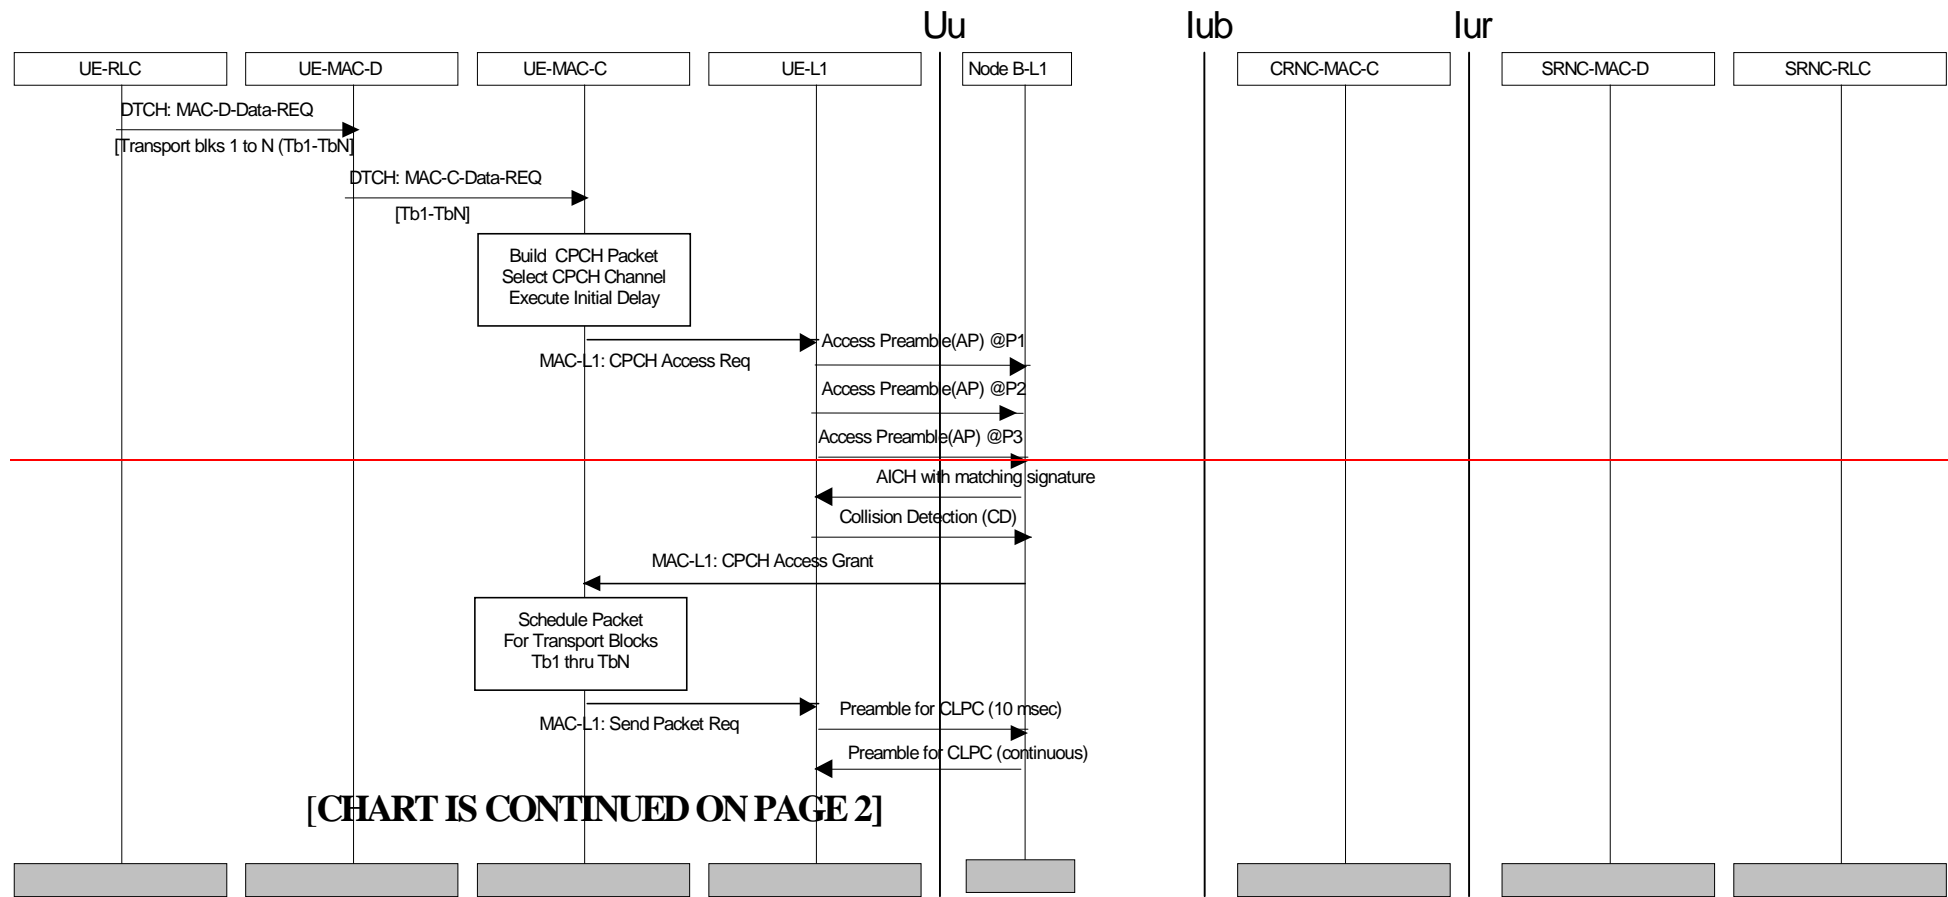 Uu
Iub
Iur
UE-RLC
UE-MAC-D
UE-MAC-C
UE-L1
Node B-L1
CRNC-MAC-C
SRNC-MAC-D
SRNC-RLC
DTCH: MAC-D-Data-REQ
[Transport blks 1 to N (Tb1-TbN]
DTCH: MAC-C-Data-REQ
[Tb1-TbN]
Build CPCH Packet
Select CPCH Channel
Execute Initial Delay
Access Preamble(AP) @P1
MAC-L1: CPCH Access Req
Access Preamble(AP) @P2
Access Preamble(AP) @P3
AICH with matching signature
Collision Detection (CD)
MAC-L1: CPCH Access Grant
Schedule Packet
For Transport Blocks
Tb1 thru TbN
Preamble for CLPC (10 msec)
MAC-L1: Send Packet Req
Preamble for CLPC (continuous)
[CHART IS CONTINUED ON PAGE 2]